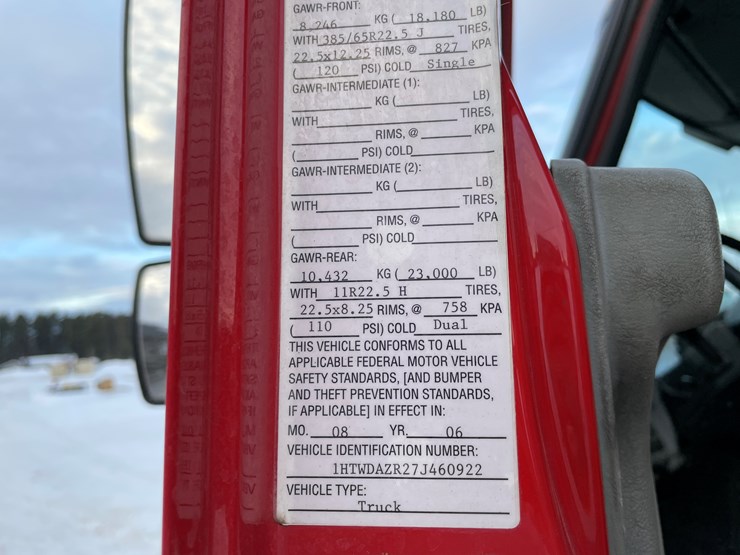 GAWR-FRONT:
8,246 KG ( 18,180 LB)
WITH 385/65R22.5 J TIRES,
22.5x12.25 RIMS, @ 827 KPA
( 120 PSI) COLD Single
GAWR-INTERMEDIATE (1):
KG ( LB)
WITH TIRES,
RIMS, @ KPA
( PSI) COLD
GAWR-INTERMEDIATE (2):
KG ( LB)
WITH TIRES,
RIMS, @ KPA
( PSI) COLD
GAWR-REAR:
10,432 KG ( 23,000 LB)
WITH 11R22.5 H TIRES,
22.5x8.25 RIMS, @ 758 KPA
( 110 PSI) COLD Dual
THIS VEHICLE CONFORMS TO ALL
APPLICABLE FEDERAL MOTOR VEHICLE
SAFETY STANDARDS, [AND BUMPER
AND THEFT PREVENTION STANDARDS,
IF APPLICABLE] IN EFFECT IN:
MO. 08 YR. 06
VEHICLE IDENTIFICATION NUMBER:
1HTWDAZR27J460922
VEHICLE TYPE:
Truck